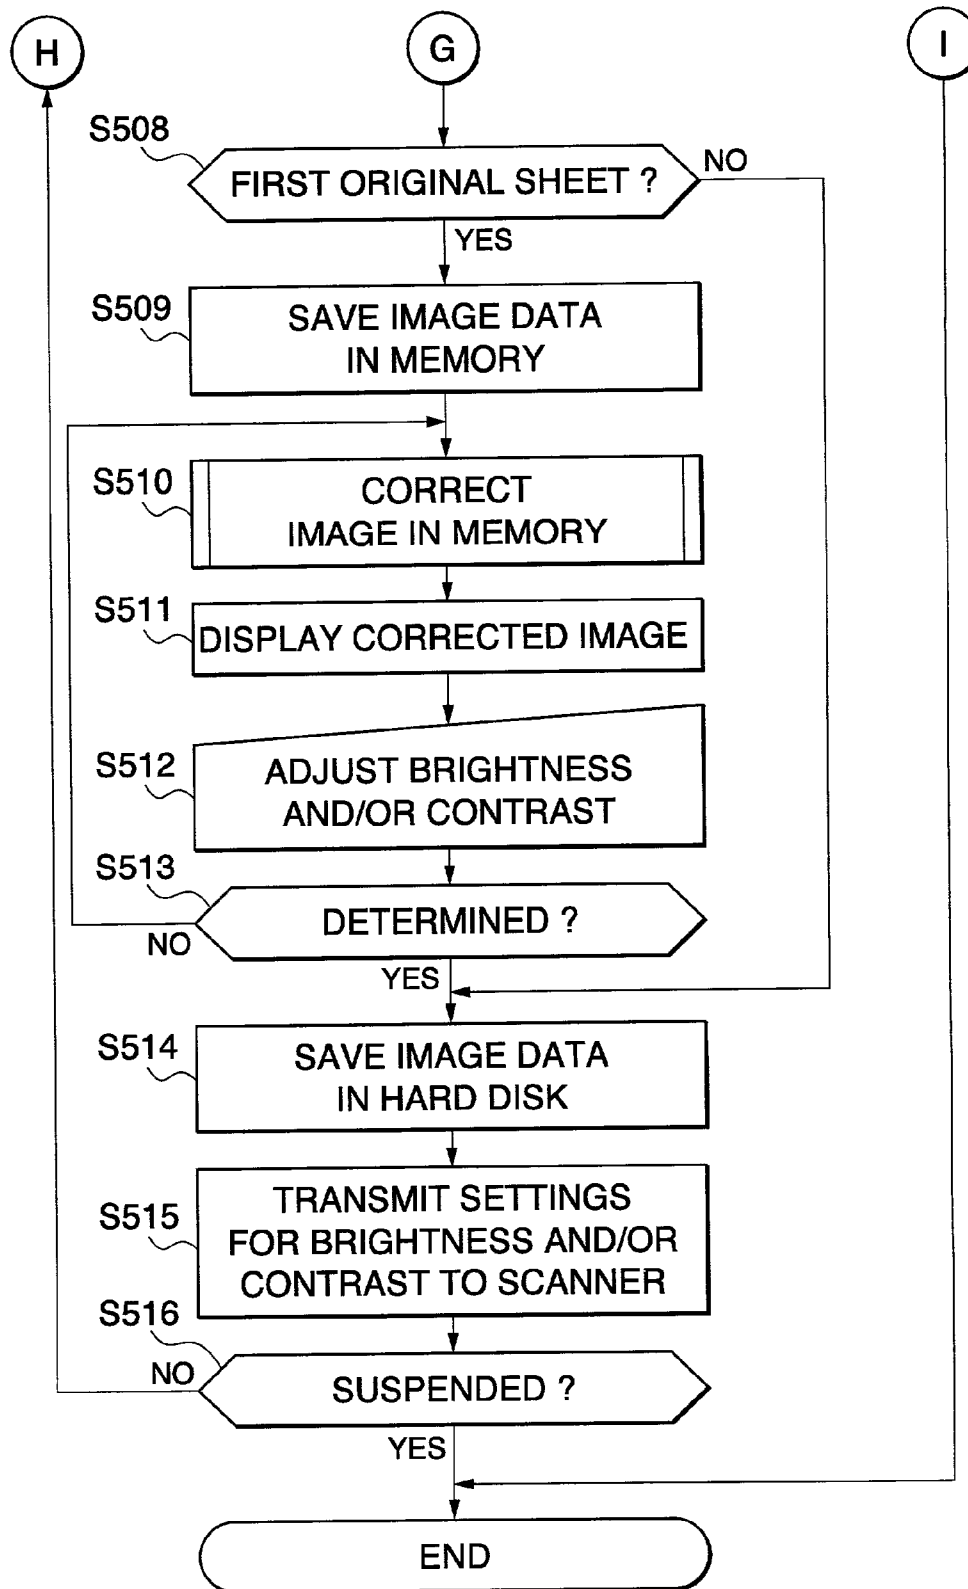 H
G
I
S508
FIRST ORIGINAL SHEET ?
NO
YES
S509
SAVE IMAGE DATA
IN MEMORY
S510
CORRECT
IMAGE IN MEMORY
S511
DISPLAY CORRECTED IMAGE
S512
ADJUST BRIGHTNESS
AND/OR CONTRAST
S513
DETERMINED ?
NO
YES
S514
SAVE IMAGE DATA
IN HARD DISK
S515
TRANSMIT SETTINGS
FOR BRIGHTNESS AND/OR
CONTRAST TO SCANNER
S516
NO
SUSPENDED ?
YES
END